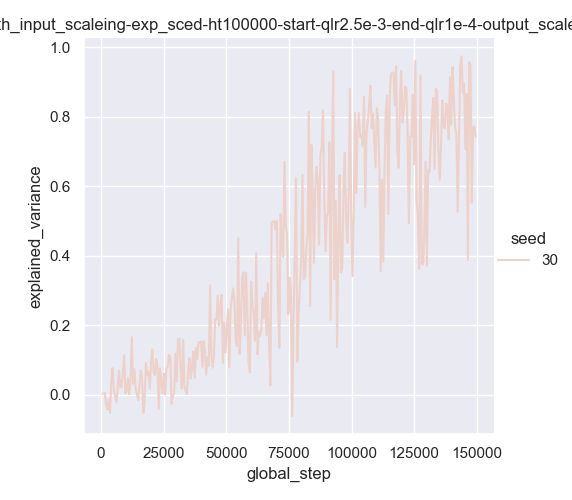 th_input_scaleing-exp_sced-ht100000-start-qlr2.5e-3-end-qlr1e-4-output_scale
1.0
0.8
0.6
0.4
0.2
0.0
explained_variance
0 25000 50000 75000 100000 125000 150000
global_step
seed
30